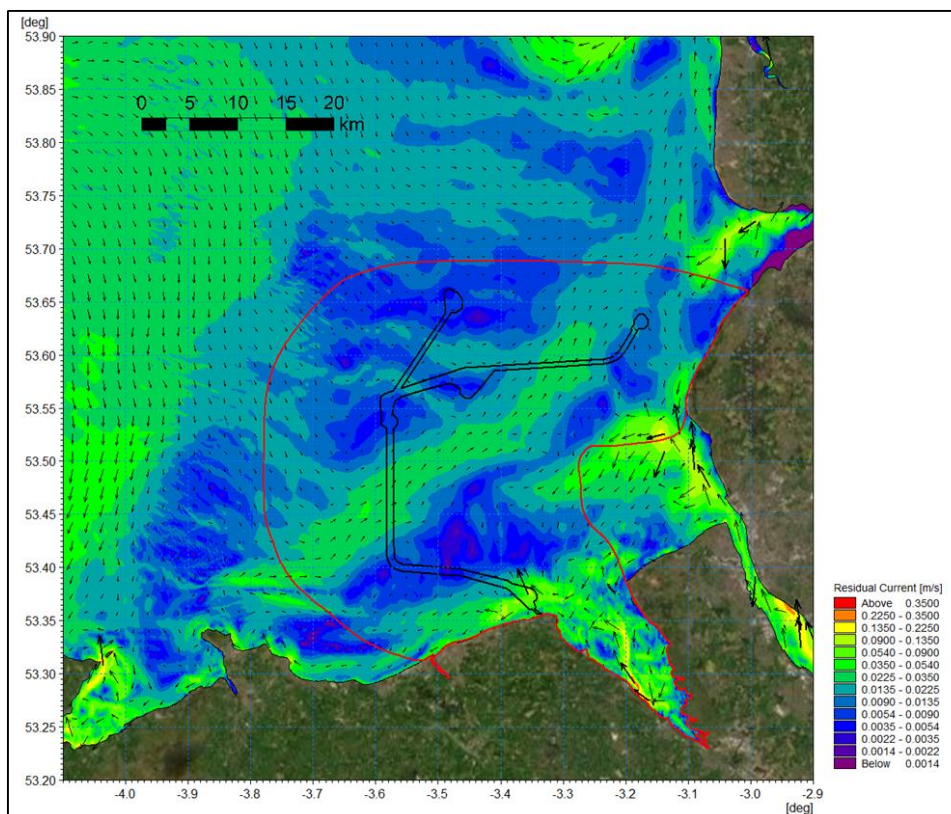 [deg]
53.90
53.85
53.80
53.75
53.70
53.65
53.60
53.55
53.50
53.45
53.40
53.35
53.30
53.25
53.20
0 5 10 15 20
km
-4.0 -3.9 -3.8 -3.7 -3.6 -3.5 -3.4 -3.3 -3.2 -3.1 -3.0 -2.9
[deg]
Residual Current [m/s]
Above 0.3500
0.2250 - 0.3500
0.1350 - 0.2250
0.0900 - 0.1350
0.0540 - 0.0900
0.0350 - 0.0540
0.0225 - 0.0350
0.0135 - 0.0225
0.0090 - 0.0135
0.0054 - 0.0090
0.0035 - 0.0054
0.0022 - 0.0035
0.0014 - 0.0022
Below 0.0014